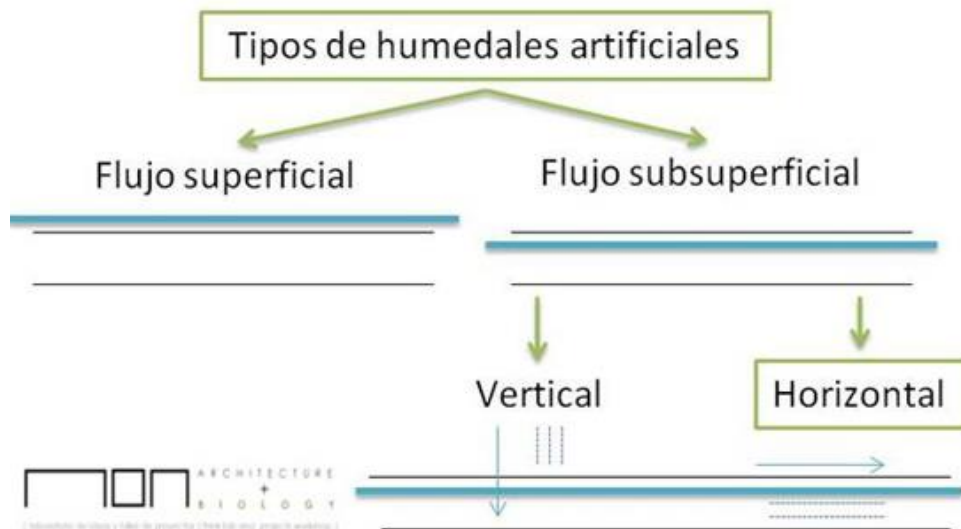 Tipos de humedales artificiales
Flujo superficial
Flujo subsuperficial
Vertical
Horizontal
ARCHITECTURE
+
BIOLOGY